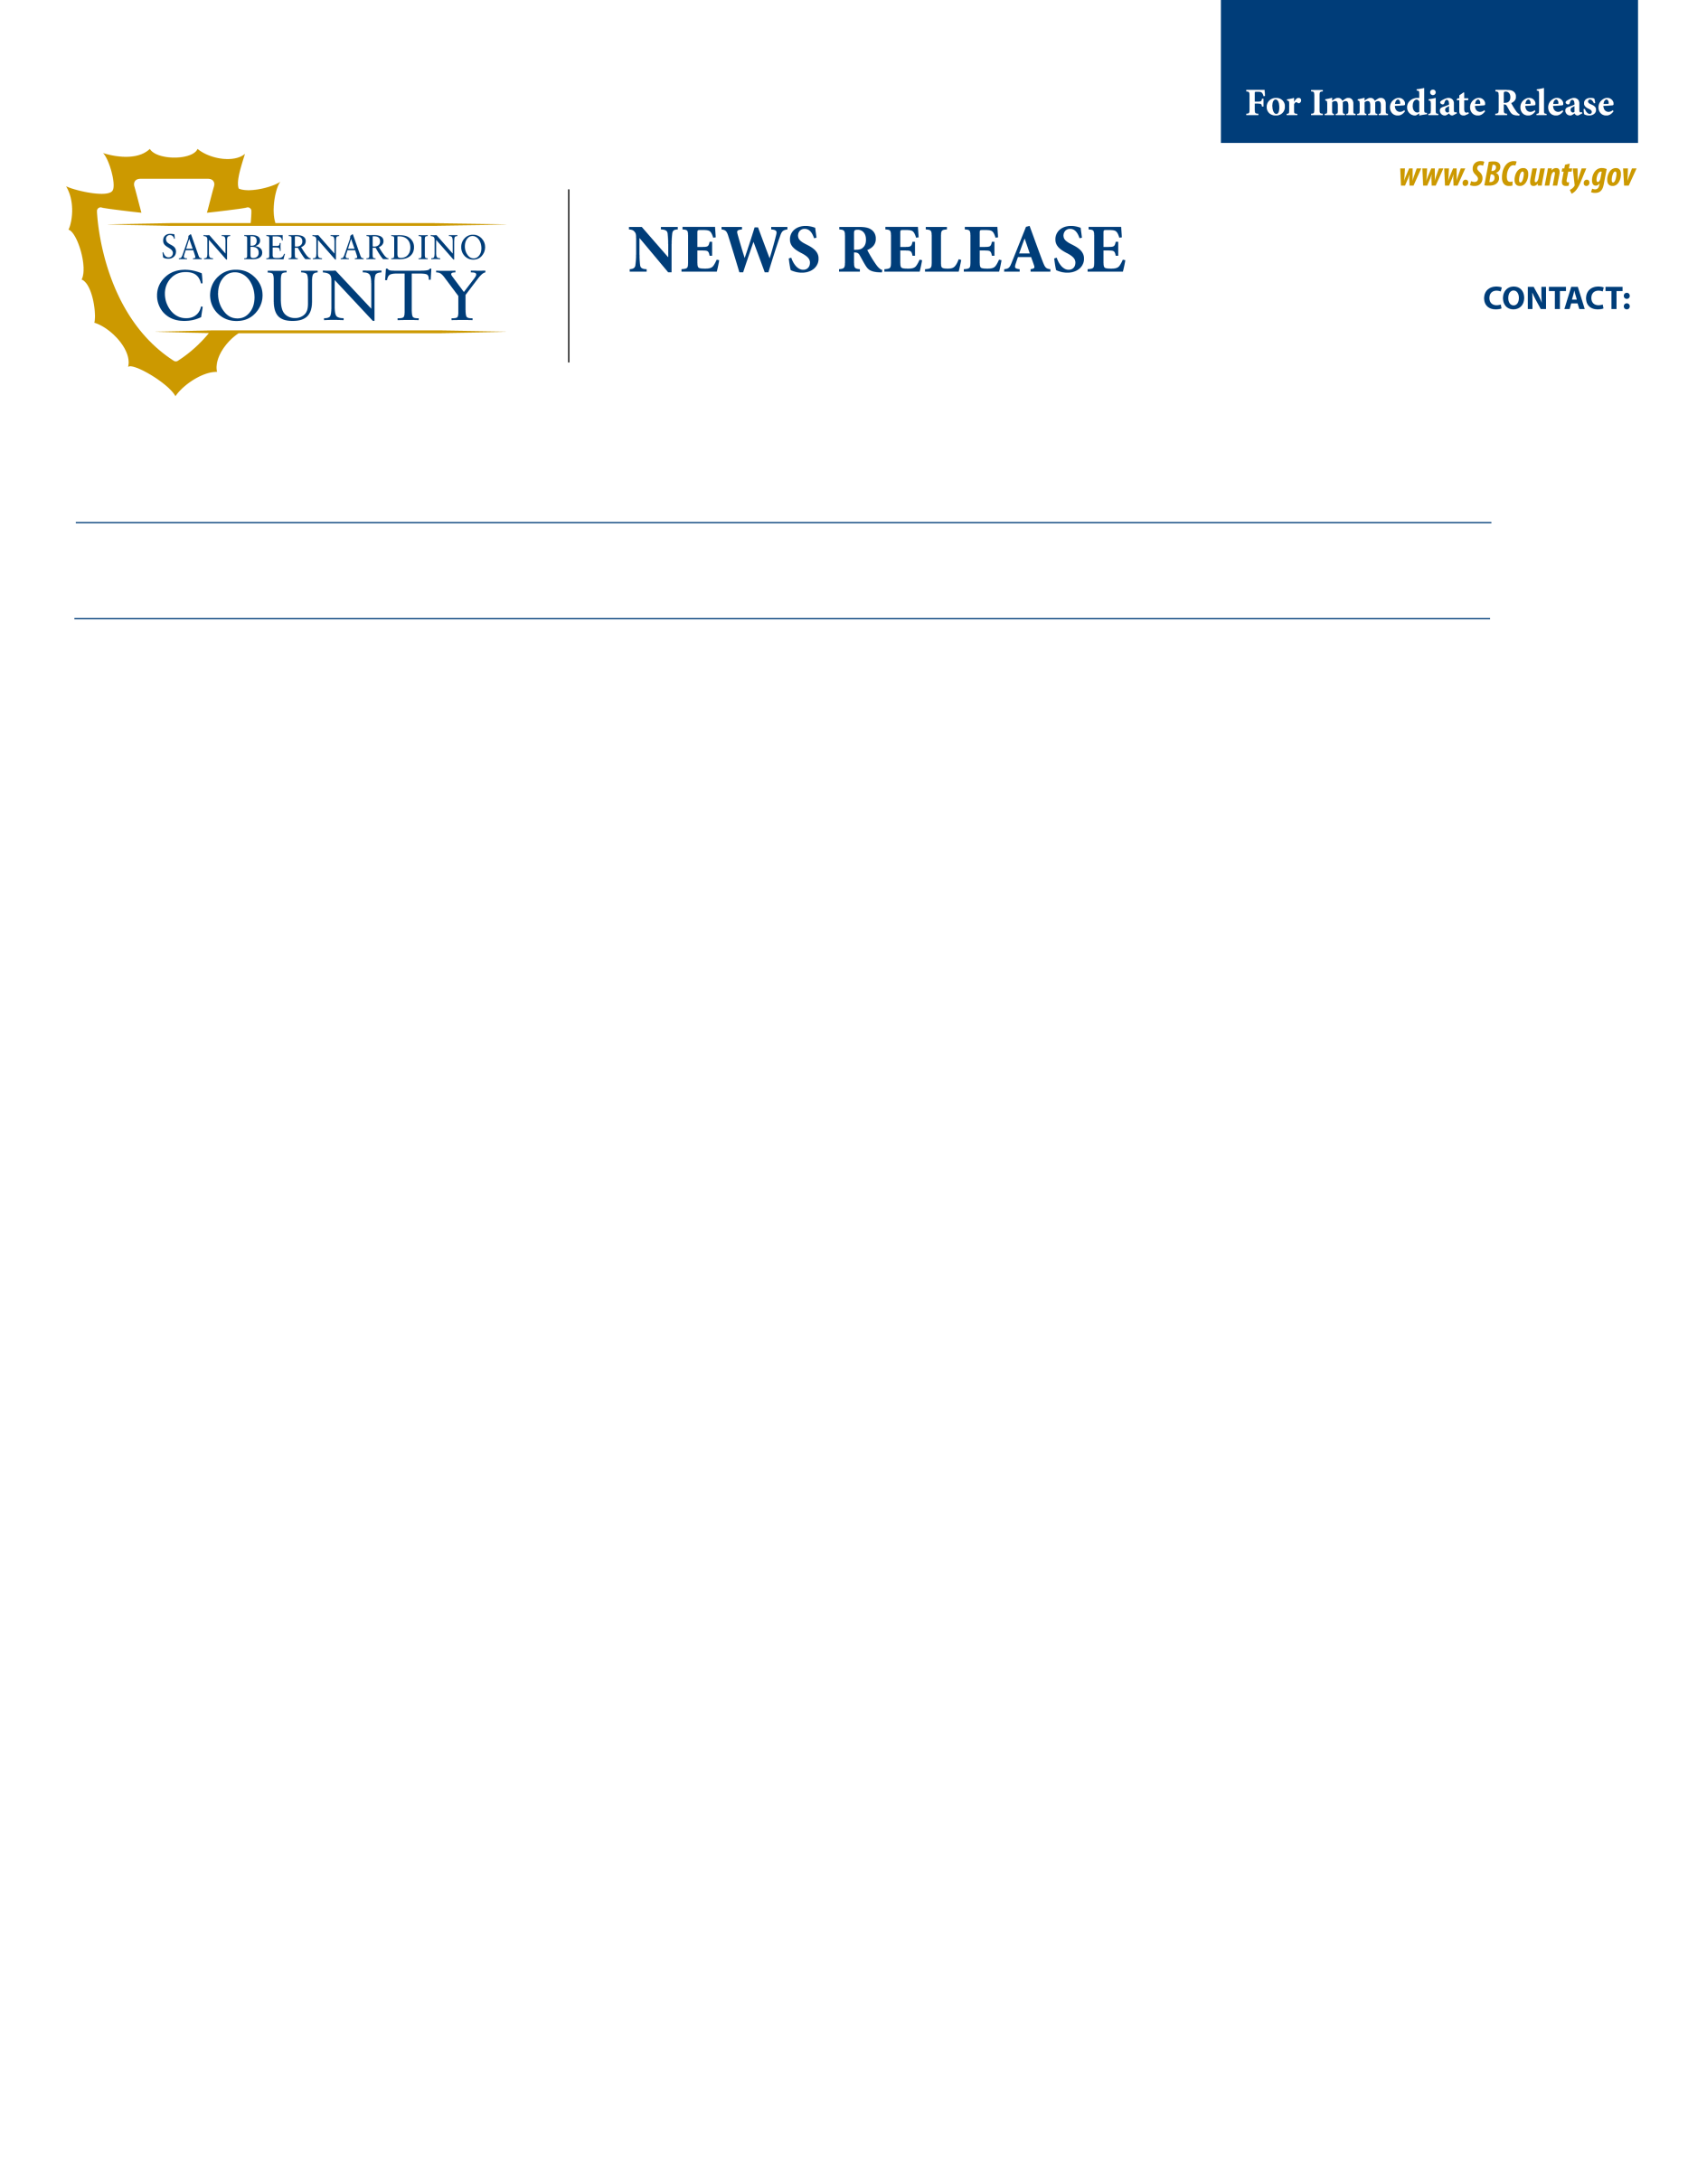 For Immediate Release
www.SBCounty.gov
SAN BERNARDINO
COUNTY
NEWS RELEASE
CONTACT: